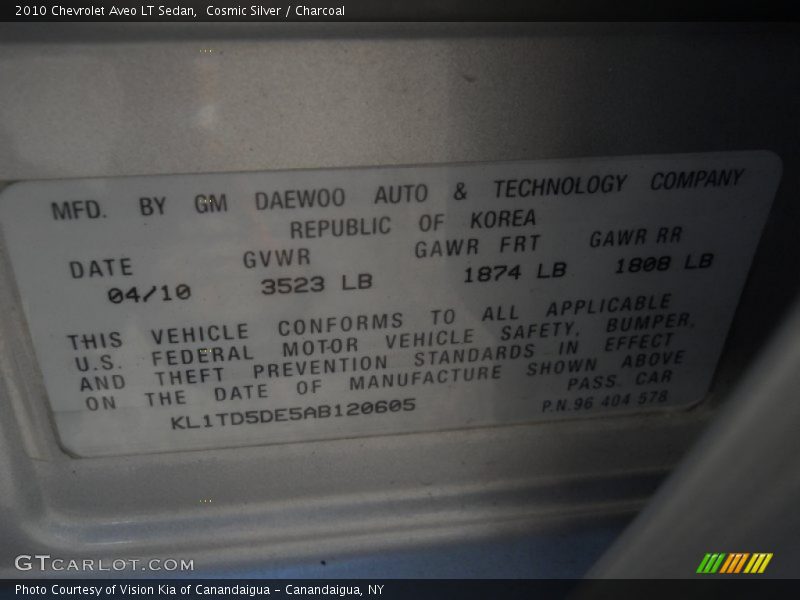 2010 Chevrolet Aveo LT Sedan,  Cosmic Silver / Charcoal
MFD. BY GM DAEWOO AUTO & TECHNOLOGY COMPANY
REPUBLIC OF KOREA
DATE GVWR GAWR FRT GAWR RR
04/10 3523 LB 1874 LB 1808 LB
THIS VEHICLE CONFORMS TO ALL APPLICABLE
U.S. FEDERAL MOTOR VEHICLE SAFETY, BUMPER,
AND THEFT PREVENTION STANDARDS IN EFFECT
ON THE DATE OF MANUFACTURE SHOWN ABOVE
PASS. CAR
KL1TD5DE5AB120605 P.N.96 404 578
GTCARLOT.COM
Photo Courtesy of Vision Kia of Canandaigua - Canandaigua, NY